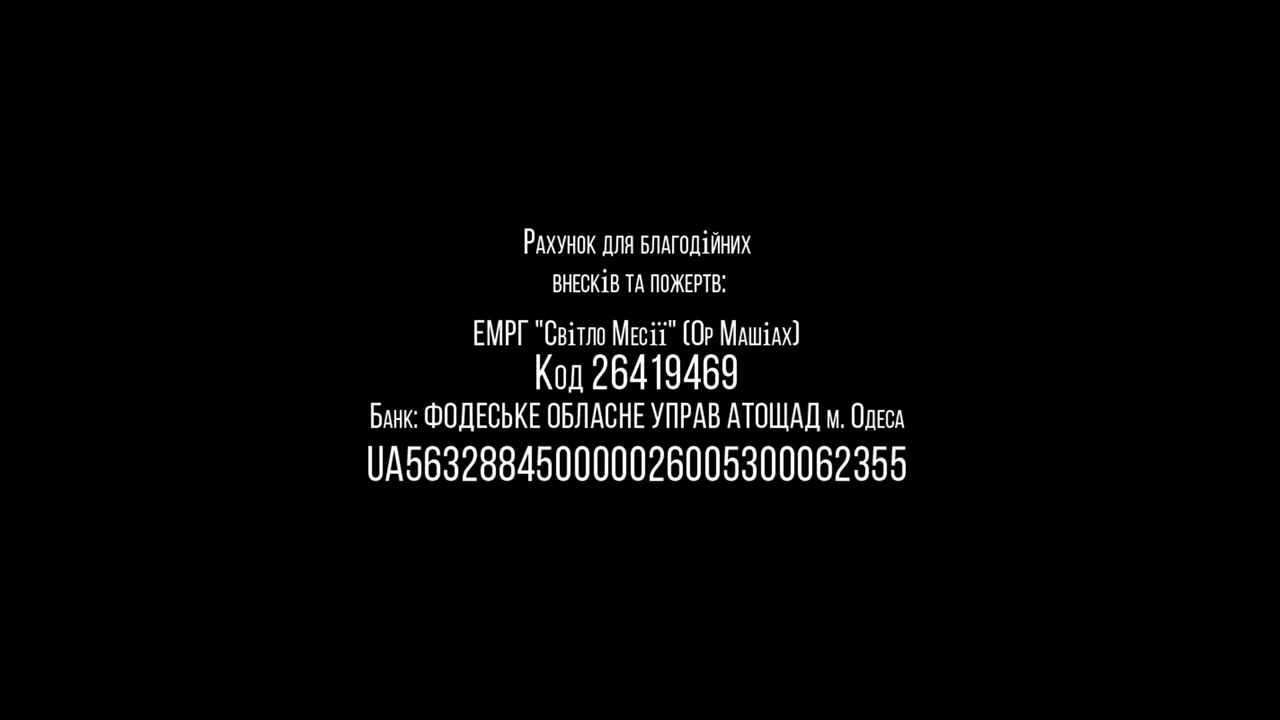 Рахунок для благодійних
внесків та пожертв:
ЕМРГ "Світло Месії" (Ор Машіах)
Код 26419469
Банк: ФОДЕСЬКЕ ОБЛАСНЕ УПРАВ АТОЩАД м. Одеса
UA563288450000026005300062355